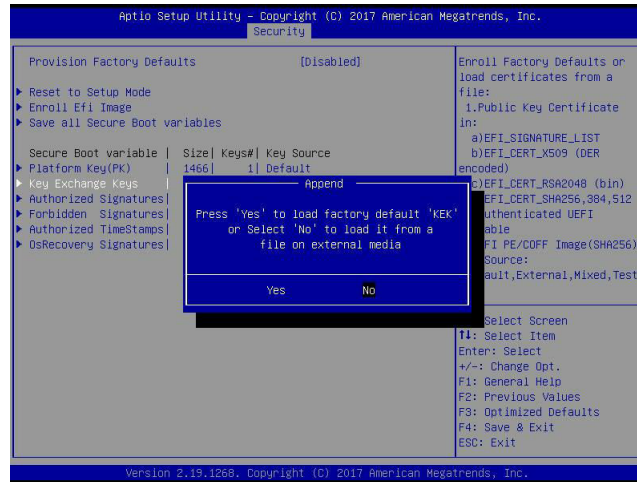 Aptio Setup Utility – Copyright (C) 2017 American Megatrends, Inc.
Security
Provision Factory Defaults [Disabled]
▶ Reset to Setup Mode
▶ Enroll Efi Image
▶ Save all Secure Boot variables
Secure Boot variable | Size| Keys#| Key Source
▶ Platform Key(PK) | 1466| 1| Default
▶ Key Exchange Keys |
▶ Authorized Signatures|
▶ Forbidden Signatures|
▶ Authorized TimeStamps|
▶ OsRecovery Signatures|
Append
Press 'Yes' to load factory default 'KEK'
or Select 'No' to load it from a
file on external media
Yes No
Enroll Factory Defaults or
load certificates from a
file:
1.Public Key Certificate
in:
a)EFI_SIGNATURE_LIST
b)EFI_CERT_X509 (DER
encoded)
c)EFI_CERT_RSA2048 (bin)
EFI_CERT_SHA256,384,512
uthenticated UEFI
able
FI PE/COFF Image(SHA256)
Source:
ault,External,Mixed,Test
Select Screen
↑↓: Select Item
Enter: Select
+/-: Change Opt.
F1: General Help
F2: Previous Values
F3: Optimized Defaults
F4: Save & Exit
ESC: Exit
Version 2.19.1268. Copyright (C) 2017 American Megatrends, Inc.